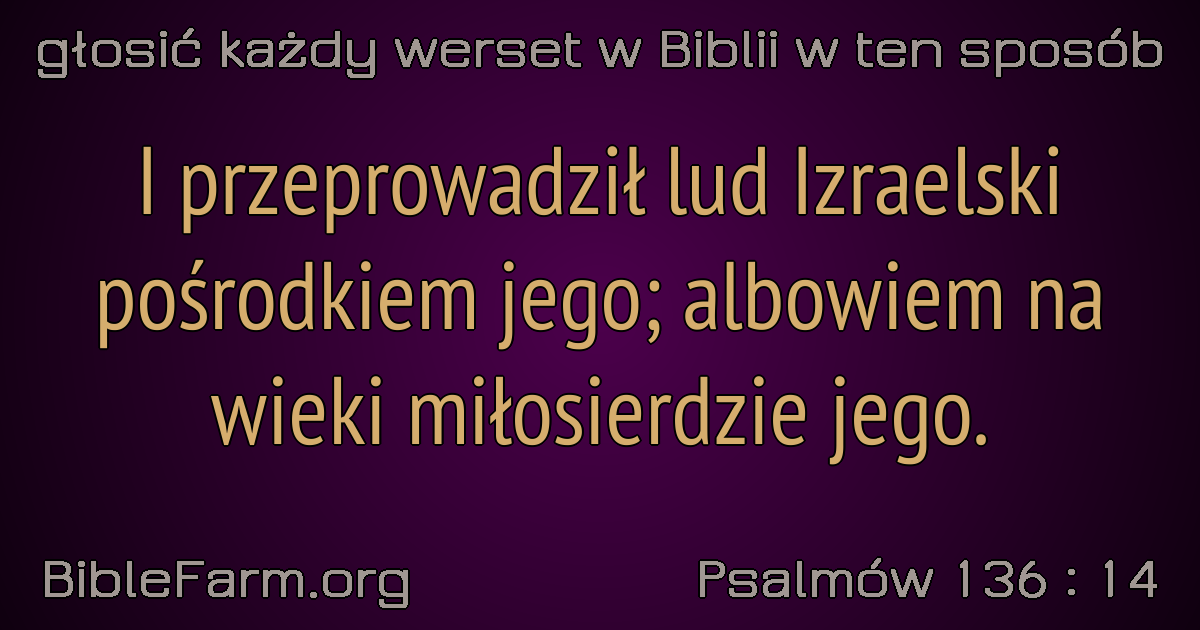 głosić każdy werset w Biblii w ten sposób
I przeprowadził lud Izraelski
pośrodkiem jego; albowiem na
wieki miłosierdzie jego.
BibleFarm.org
Psalmów 136 : 14